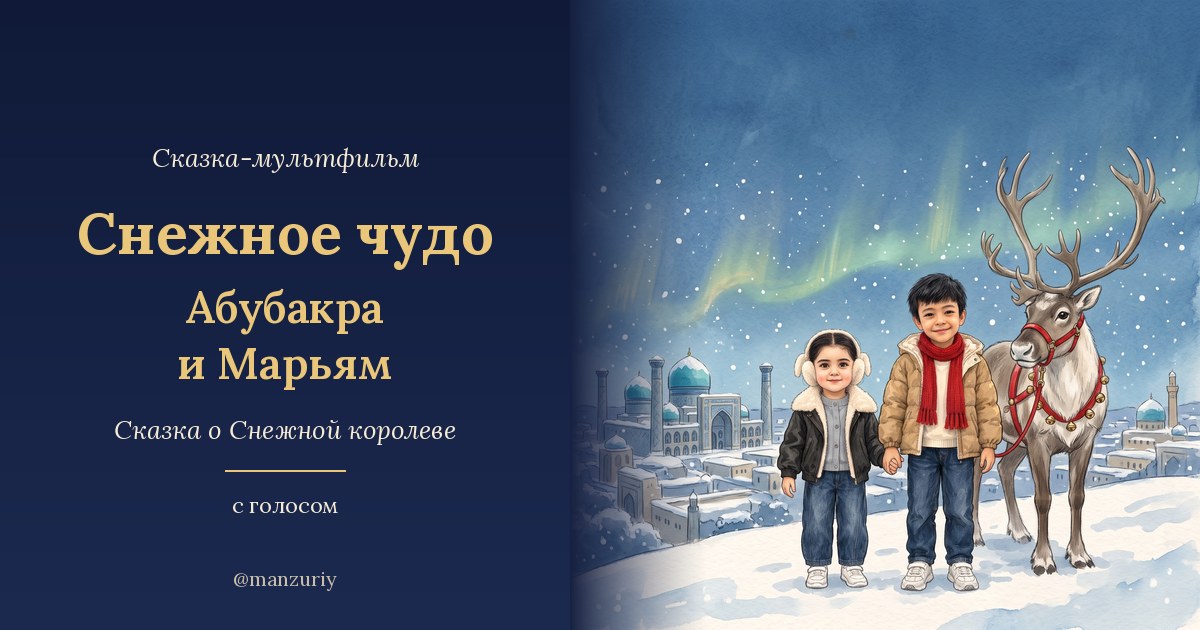 Сказка-мультфильм
Снежное чудо
Абубакра
и Марьям
Сказка о Снежной королеве
с голосом
@manzuriy